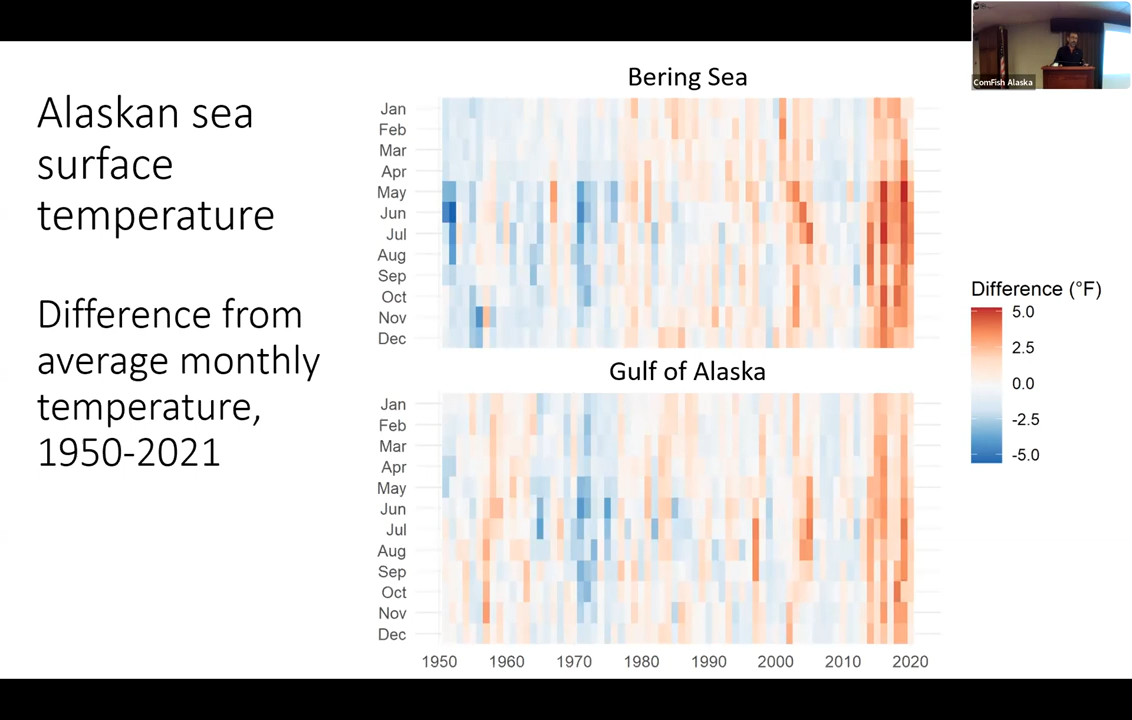 ComFish Alaska
Alaskan sea
surface
temperature
Difference from
average monthly
temperature,
1950-2021
Bering Sea
Jan
Feb
Mar
Apr
May
Jun
Jul
Aug
Sep
Oct
Nov
Dec
Gulf of Alaska
Jan
Feb
Mar
Apr
May
Jun
Jul
Aug
Sep
Oct
Nov
Dec
1950 1960 1970 1980 1990 2000 2010 2020
Difference (°F)
5.0
2.5
0.0
-2.5
-5.0